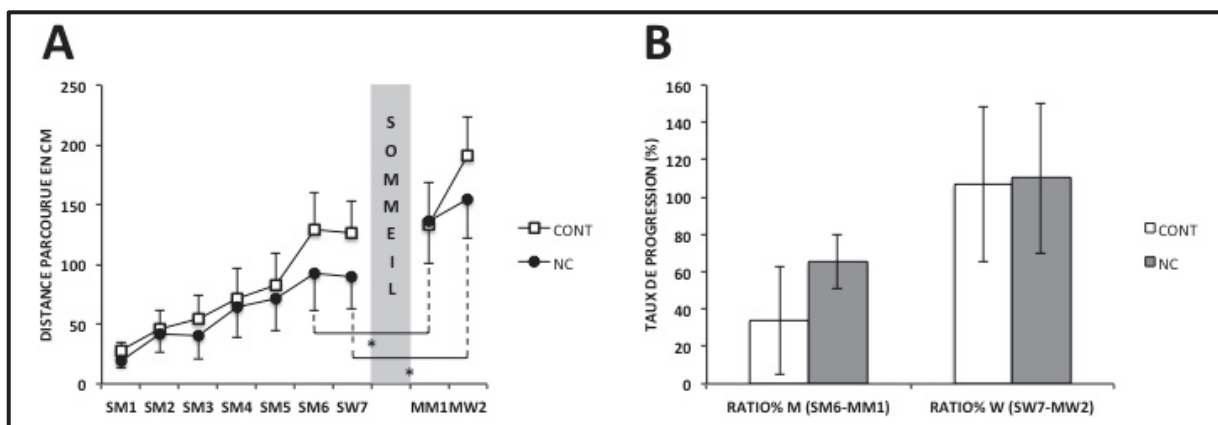 A
DISTANCE PARCOURUE EN CM
250
200
150
100
50
0
SOMMEIL
*
*
SM1 SM2 SM3 SM4 SM5 SM6 SW7 MM1 MW2
CONT
NC
B
TAUX DE PROGRESSION (%)
160
140
120
100
80
60
40
20
0
RATIO% M (SM6-MM1) RATIO% W (SW7-MW2)
CONT
NC